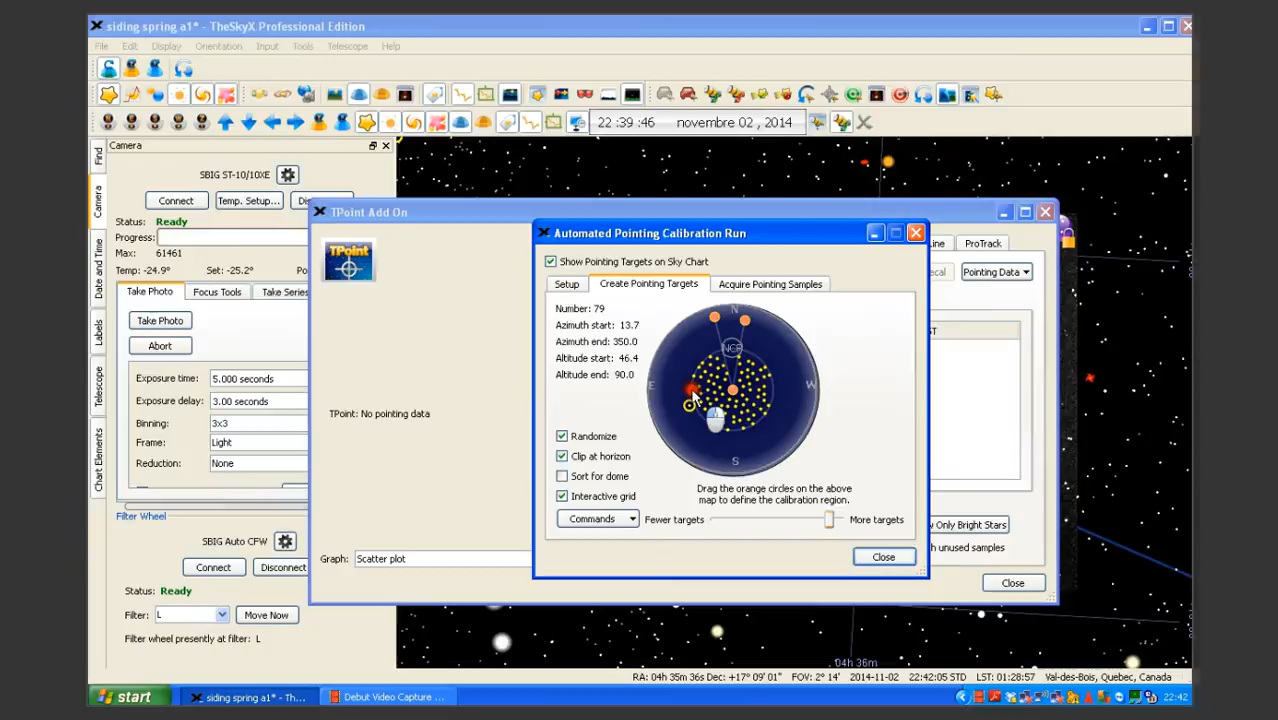 siding spring a1* - TheSkyX Professional Edition
File Edit Display Orientation Input Tools Telescope Help
22 : 39 : 46 novembre 02 , 2014
Camera
Find
Camera
Date and Time
Labels
Telescope
Chart Elements
SBIG ST-10/10XE
Connect Temp. Setup...
Status: Ready
Progress:
Max: 61461
Temp: -24.9° Set: -25.2°
Take Photo Focus Tools Take Series
Take Photo
Abort
Exposure time: 5.000 seconds
Exposure delay: 3.00 seconds
Binning: 3x3
Frame: Light
Reduction: None
Filter Wheel
SBIG Auto CFW
Connect Disconnect
Status: Ready
Filter: L Move Now
Filter wheel presently at filter: L
TPoint Add On
TPoint
TPoint: No pointing data
Graph: Scatter plot
ProTrack
Pointing Data
Only Bright Stars
unused samples
Close
Automated Pointing Calibration Run
Show Pointing Targets on Sky Chart
Setup Create Pointing Targets Acquire Pointing Samples
Number: 79
Azimuth start: 13.7
Azimuth end: 350.0
Altitude start: 46.4
Altitude end: 90.0
N
NCP
E
W
S
Randomize
Clip at horizon
Sort for dome
Interactive grid
Drag the orange circles on the above
map to define the calibration region.
Commands Fewer targets More targets
Close
04h 36m
RA: 04h 35m 36s Dec: +17° 09' 01" FOV: 2° 14' 2014-11-02 22:42:05 STD LST: 01:28:57 Val-des-Bois, Quebec, Canada
start siding spring a1* - Th... Debut Video Capture ... 22:42